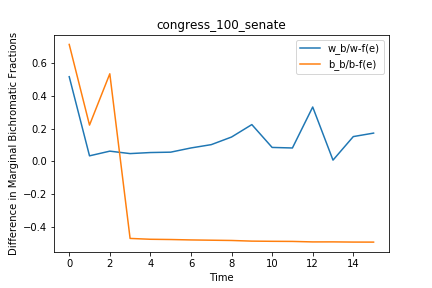 congress_100_senate
w_b/w-f(e)
b_b/b-f(e)
Difference in Marginal Bichromatic Fractions
0.6
0.4
0.2
0.0
−0.2
−0.4
0 2 4 6 8 10 12 14
Time